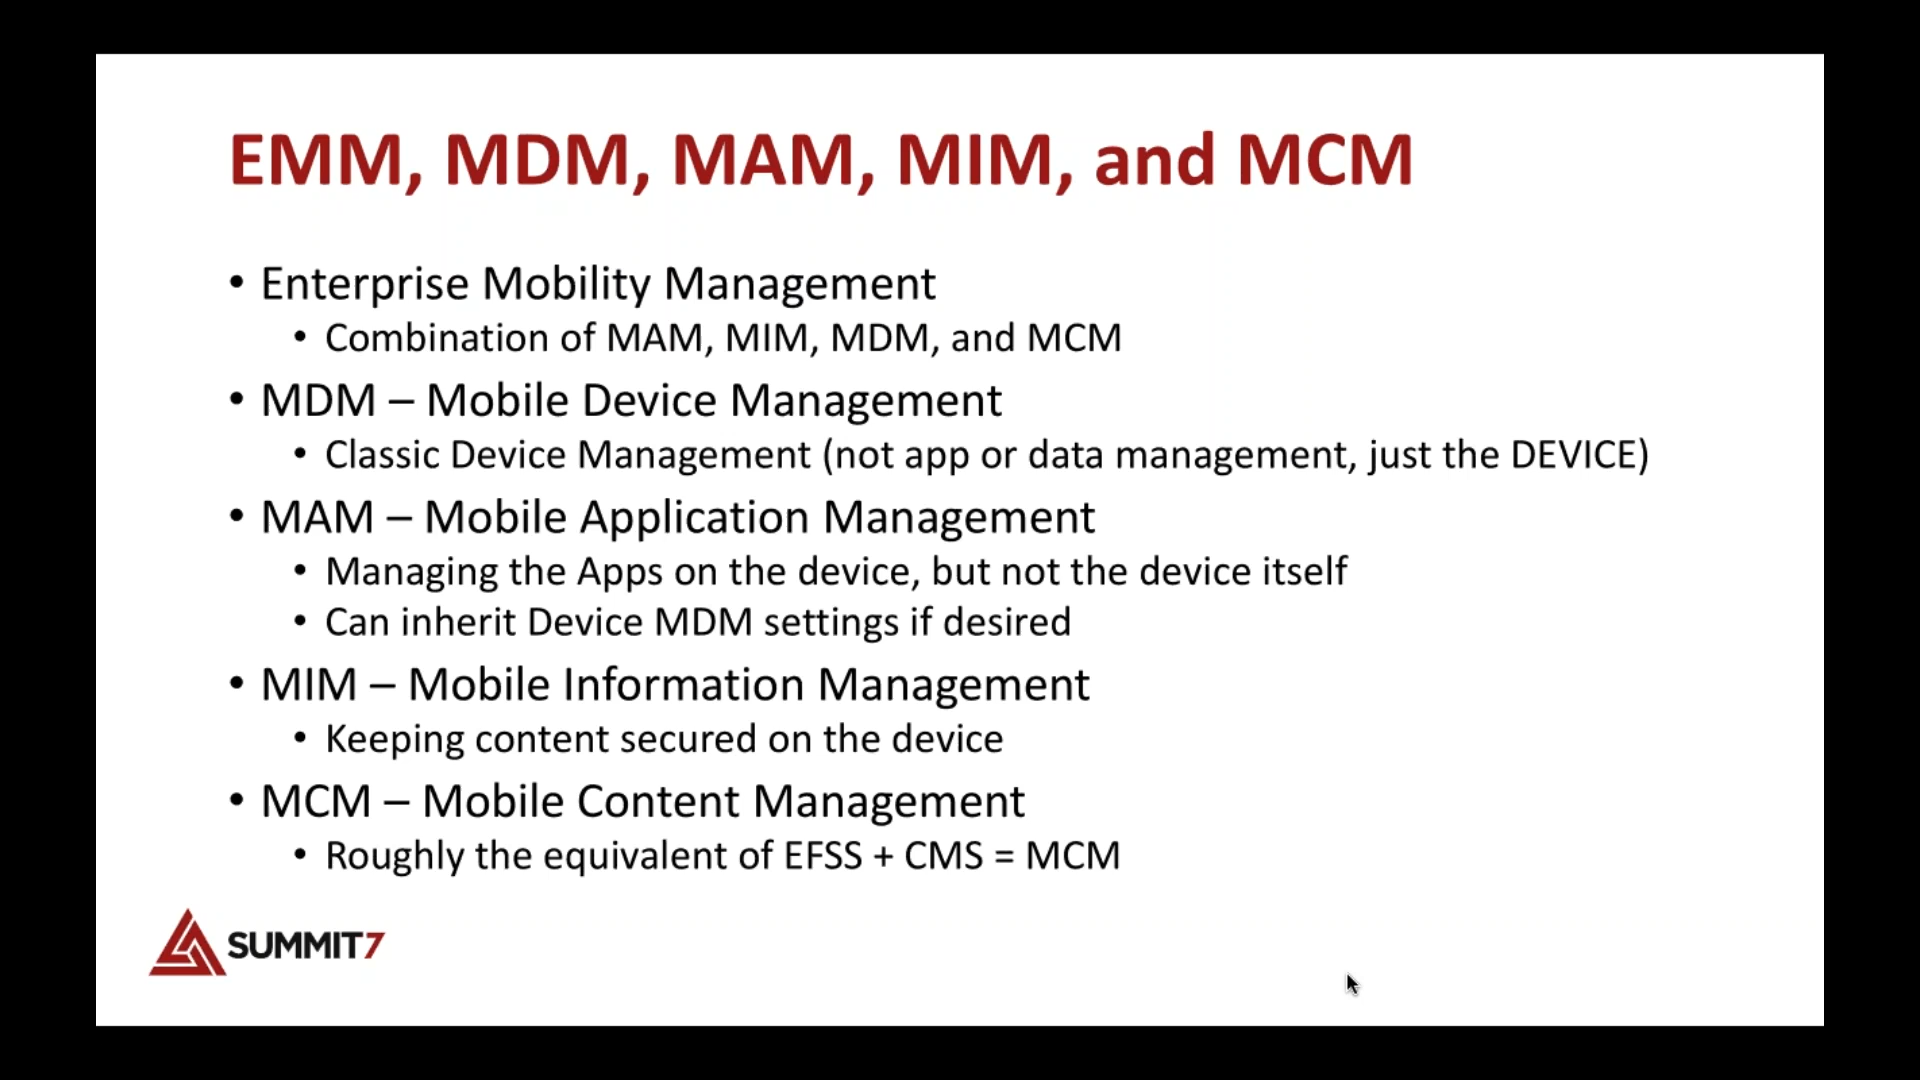 EMM, MDM, MAM, MIM, and MCM
• Enterprise Mobility Management
• Combination of MAM, MIM, MDM, and MCM
• MDM – Mobile Device Management
• Classic Device Management (not app or data management, just the DEVICE)
• MAM – Mobile Application Management
• Managing the Apps on the device, but not the device itself
• Can inherit Device MDM settings if desired
• MIM – Mobile Information Management
• Keeping content secured on the device
• MCM – Mobile Content Management
• Roughly the equivalent of EFSS + CMS = MCM
SUMMIT7